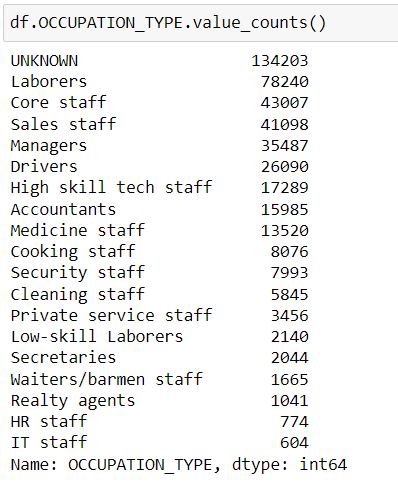 df.OCCUPATION_TYPE.value_counts()
UNKNOWN 134203
Laborers 78240
Core staff 43007
Sales staff 41098
Managers 35487
Drivers 26090
High skill tech staff 17289
Accountants 15985
Medicine staff 13520
Cooking staff 8076
Security staff 7993
Cleaning staff 5845
Private service staff 3456
Low-skill Laborers 2140
Secretaries 2044
Waiters/barmen staff 1665
Realty agents 1041
HR staff 774
IT staff 604
Name: OCCUPATION_TYPE, dtype: int64